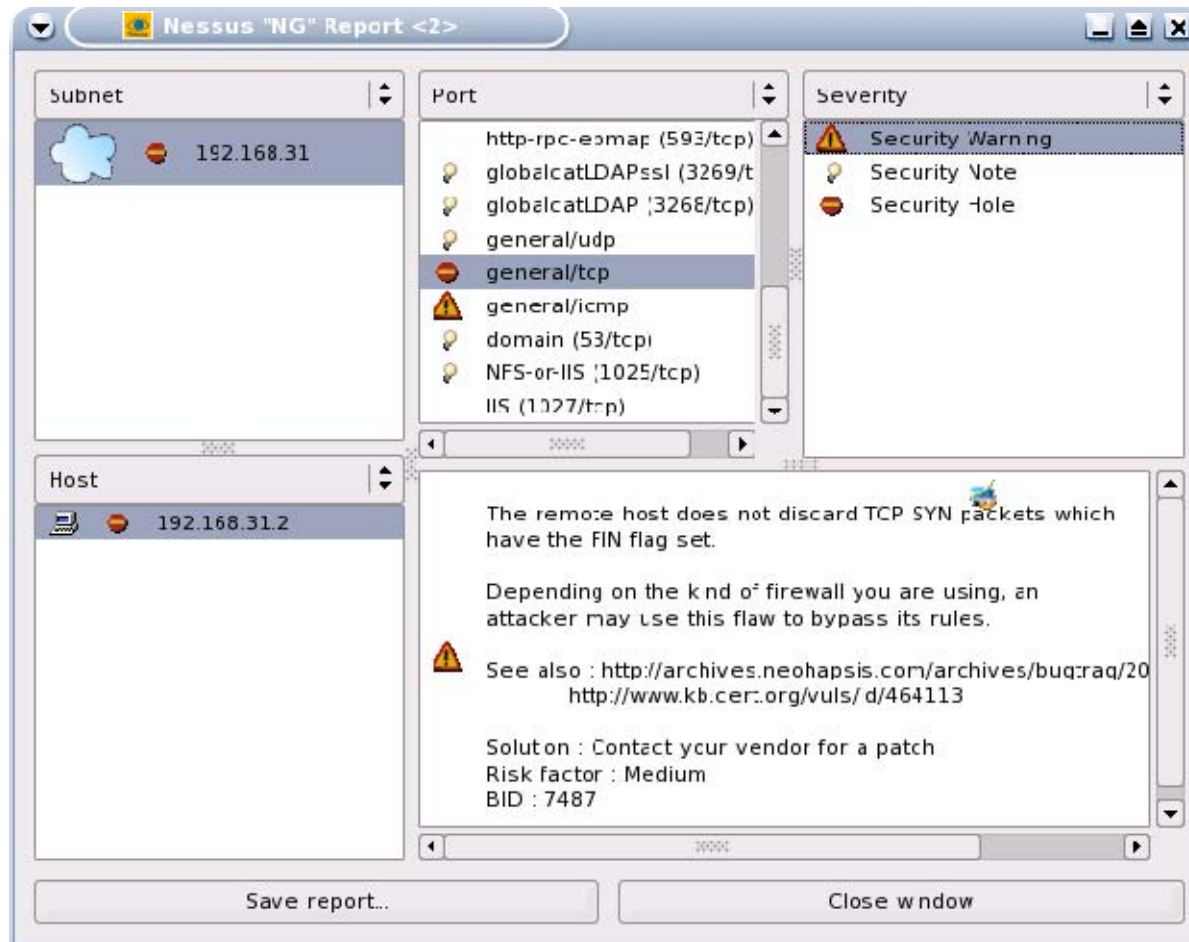 Nessus "NG" Report <2>
Subnet
192.168.31
Port
http-rpc-epmap (593/tcp)
globalcatLDAPssl (3269/t
globalcatLDAP (3268/tcp)
general/udp
general/tcp
general/icmp
domain (53/tcp)
NFS-or-IIS (1025/tcp)
IIS (1027/tcp)
Severity
Security Warning
Security Note
Security Hole
Host
192.168.31.2
The remote host does not discard TCP SYN packets which
have the FIN flag set.
Depending on the kind of firewall you are using, an
attacker may use this flaw to bypass its rules.
See also : http://archives.neohapsis.com/archives/bugtraq/20
http://www.kb.cert.org/vuls/id/464113
Solution : Contact your vendor for a patch
Risk factor : Medium
BID : 7487
Save report...
Close window